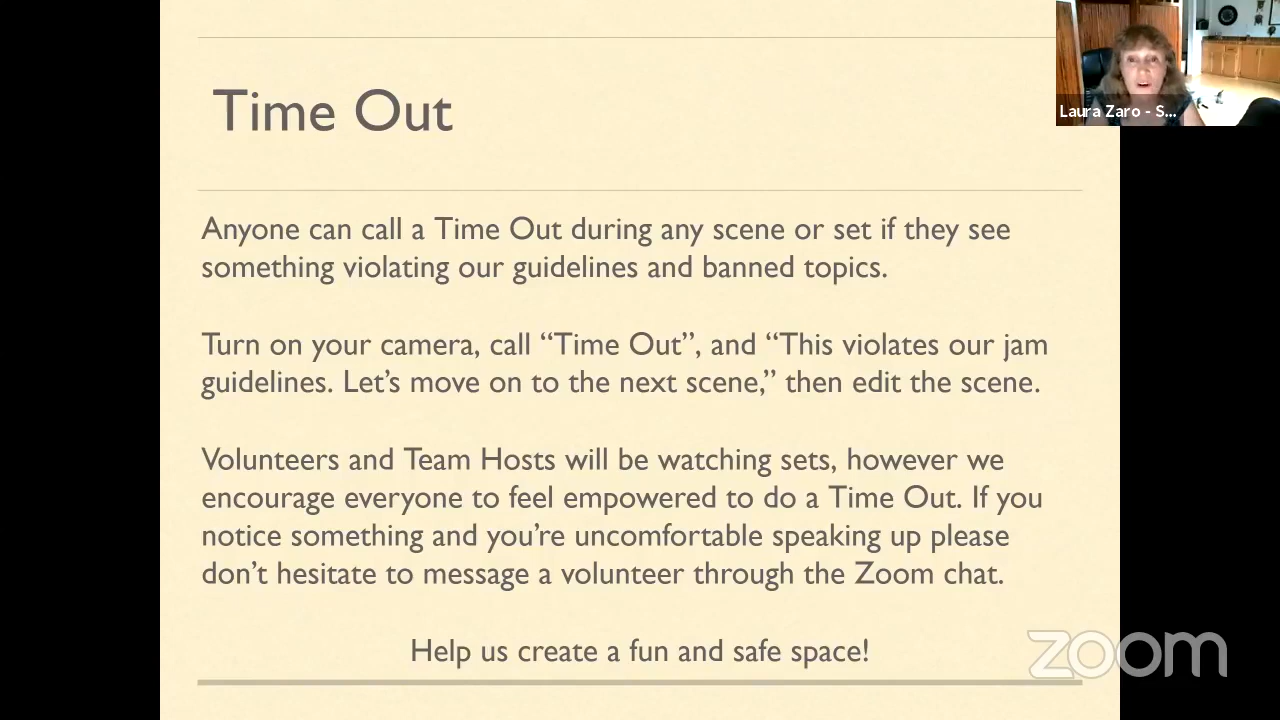 Time Out
Laura Zaro - S...
Anyone can call a Time Out during any scene or set if they see
something violating our guidelines and banned topics.
Turn on your camera, call “Time Out”, and “This violates our jam
guidelines. Let’s move on to the next scene,” then edit the scene.
Volunteers and Team Hosts will be watching sets, however we
encourage everyone to feel empowered to do a Time Out. If you
notice something and you’re uncomfortable speaking up please
don’t hesitate to message a volunteer through the Zoom chat.
Help us create a fun and safe space!
zoom